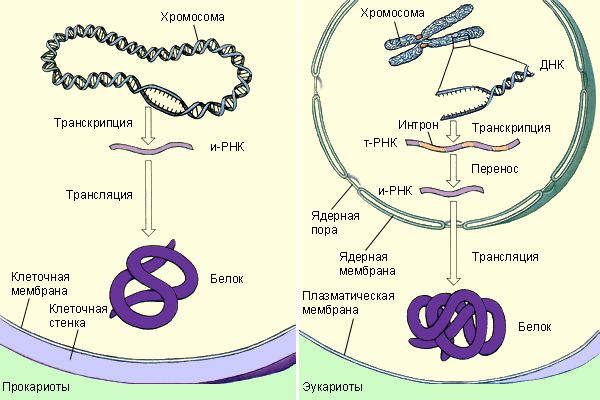 Хромосома
Транскрипция
и-РНК
Трансляция
Белок
Клеточная
мембрана
Клеточная
стенка
Прокариоты
Хромосома
ДНК
Интрон
Транскрипция
т-РНК
Перенос
и-РНК
Ядерная
пора
Ядерная
мембрана
Трансляция
Плазматическая
мембрана
Белок
Эукариоты